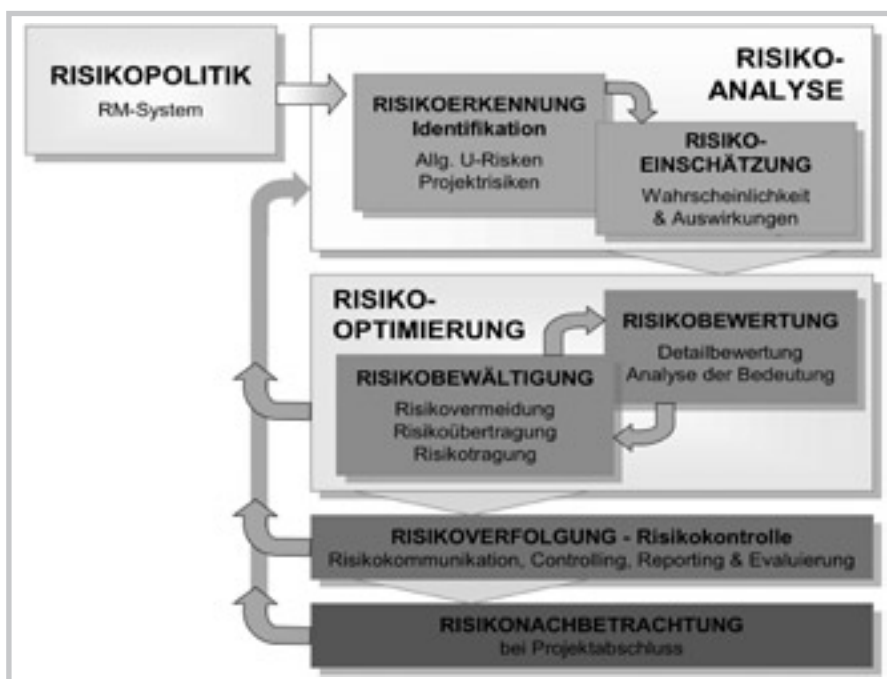 RISIKOPOLITIK
RM-System
RISIKO-
ANALYSE
RISIKOERKENNUNG
Identifikation
Allg. U-Risken
Projektrisiken
RISIKO-
EINSCHÄTZUNG
Wahrscheinlichkeit
& Auswirkungen
RISIKO-
OPTIMIERUNG
RISIKOBEWERTUNG
Detailbewertung
Analyse der Bedeutung
RISIKOBEWÄLTIGUNG
Risikovermeidung
Risikoübertragung
Risikotragung
RISIKOVERFOLGUNG - Risikokontrolle
Risikokommunikation, Controlling, Reporting & Evaluierung
RISIKONACHBETRACHTUNG
bei Projektabschluss